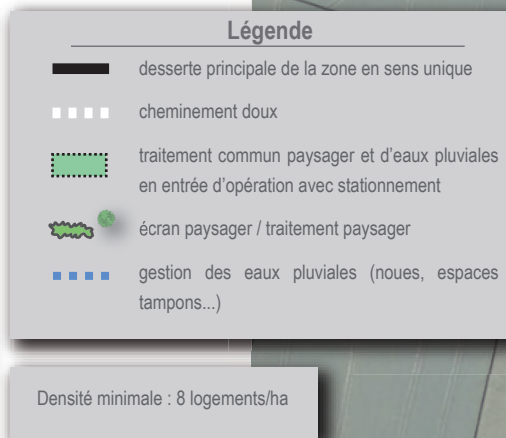 Légende
desserte principale de la zone en sens unique
cheminement doux
traitement commun paysager et d'eaux pluviales
en entrée d'opération avec stationnement
écran paysager / traitement paysager
gestion des eaux pluviales (noues, espaces
tampons...)
Densité minimale : 8 logements/ha